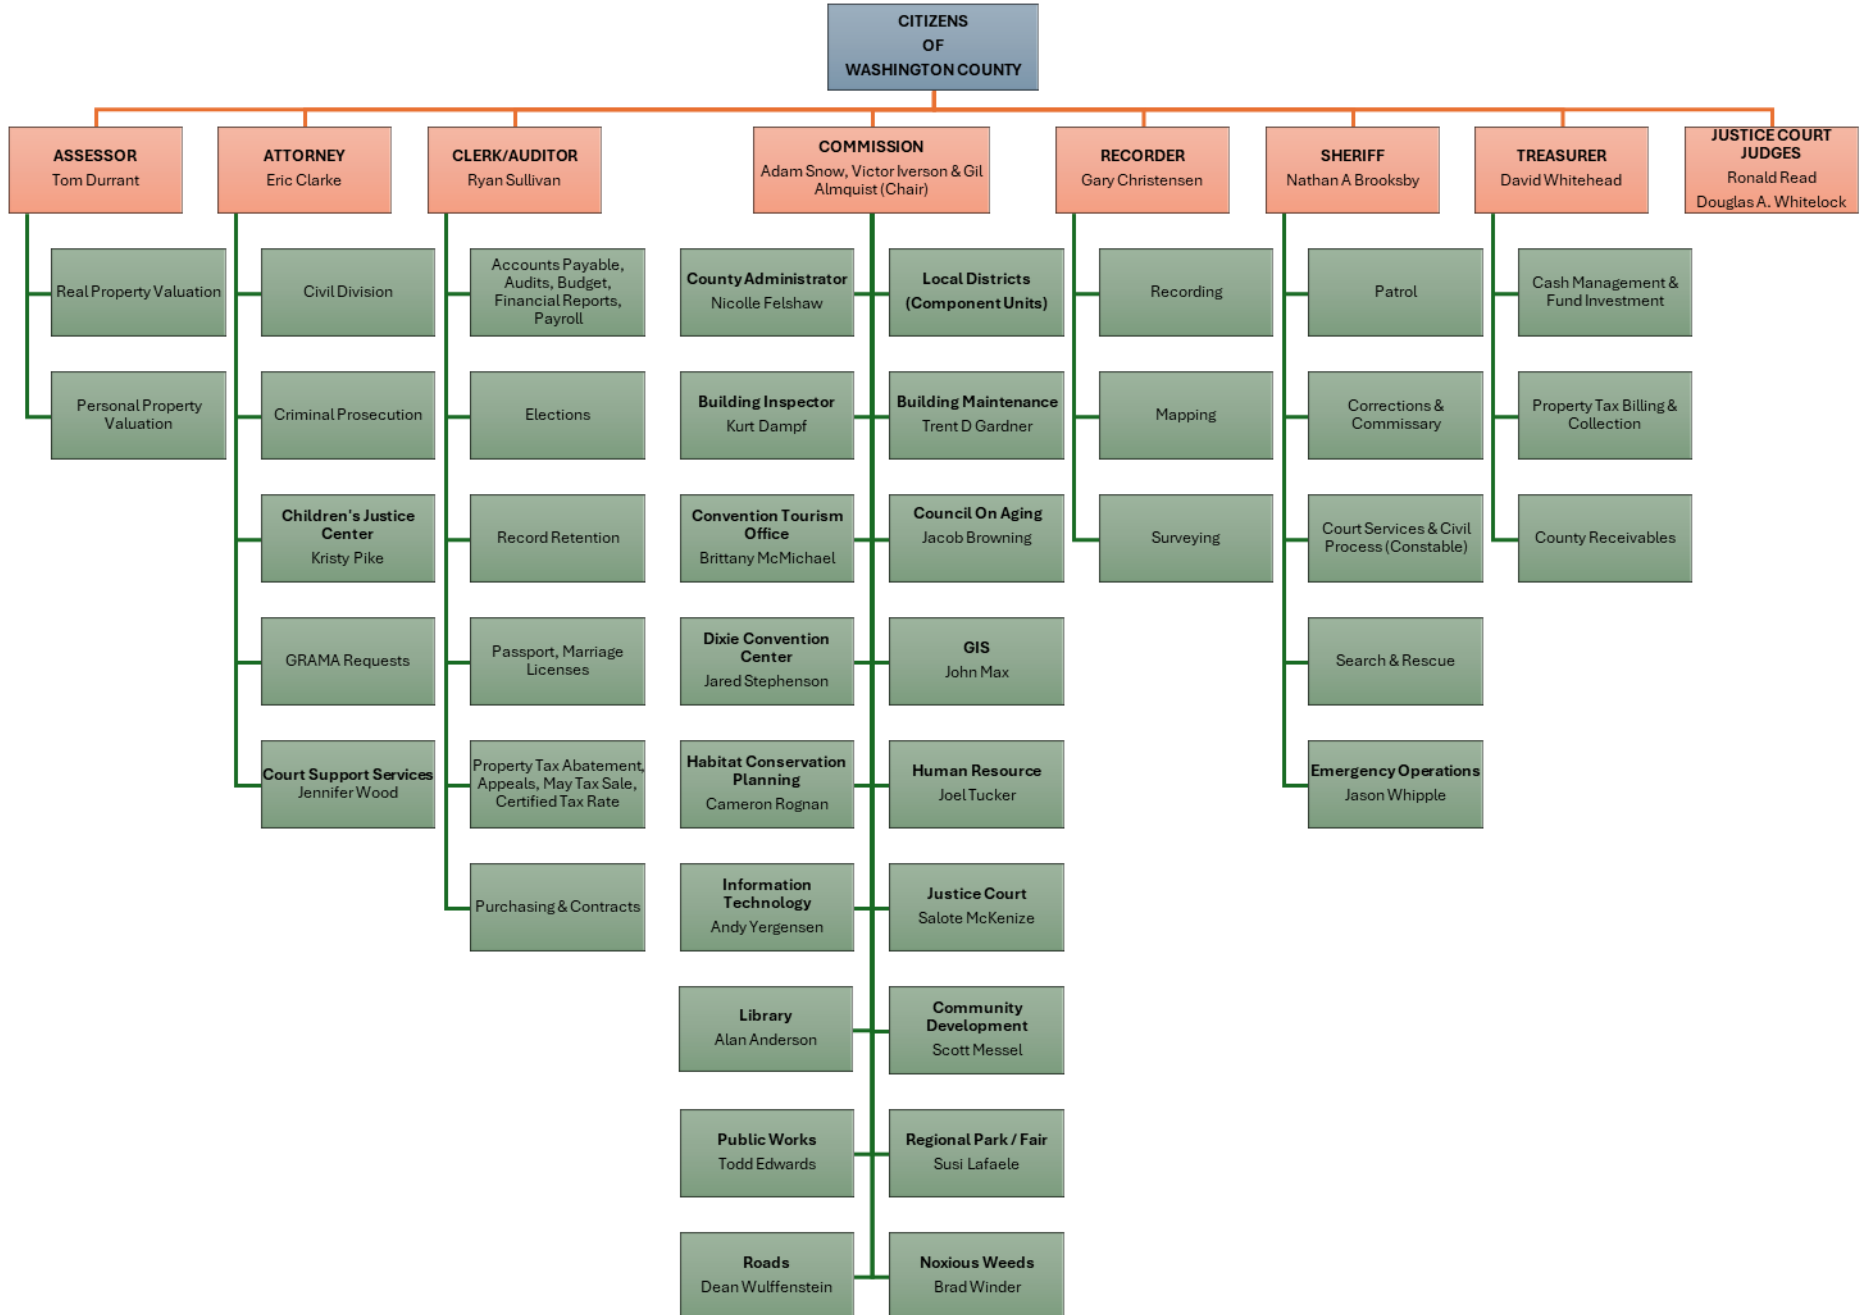 CITIZENS
OF
WASHINGTON COUNTY
ASSESSOR
Tom Durrant
ATTORNEY
Eric Clarke
CLERK/AUDITOR
Ryan Sullivan
COMMISSION
Adam Snow, Victor Iverson & Gil
Almquist (Chair)
RECORDER
Gary Christensen
SHERIFF
Nathan A Brooksby
TREASURER
David Whitehead
JUSTICE COURT
JUDGES
Ronald Read
Douglas A. Whitelock
Real Property Valuation
Personal Property
Valuation
Civil Division
Criminal Prosecution
Children's Justice
Center
Kristy Pike
GRAMA Requests
Court Support Services
Jennifer Wood
Accounts Payable,
Audits, Budget,
Financial Reports,
Payroll
Elections
Record Retention
Passport, Marriage
Licenses
Property Tax Abatement,
Appeals, May Tax Sale,
Certified Tax Rate
Purchasing & Contracts
County Administrator
Nicolle Felshaw
Local Districts
(Component Units)
Building Inspector
Kurt Dampf
Building Maintenance
Trent D Gardner
Convention Tourism
Office
Brittany McMichael
Council On Aging
Jacob Browning
Dixie Convention
Center
Jared Stephenson
GIS
John Max
Habitat Conservation
Planning
Cameron Rognan
Human Resource
Joel Tucker
Information
Technology
Andy Yergensen
Justice Court
Salote McKenize
Library
Alan Anderson
Community
Development
Scott Messel
Public Works
Todd Edwards
Regional Park / Fair
Susi Lafaele
Roads
Dean Wulffenstein
Noxious Weeds
Brad Winder
Recording
Mapping
Surveying
Patrol
Corrections &
Commissary
Court Services & Civil
Process (Constable)
Search & Rescue
Emergency Operations
Jason Whipple
Cash Management &
Fund Investment
Property Tax Billing &
Collection
County Receivables